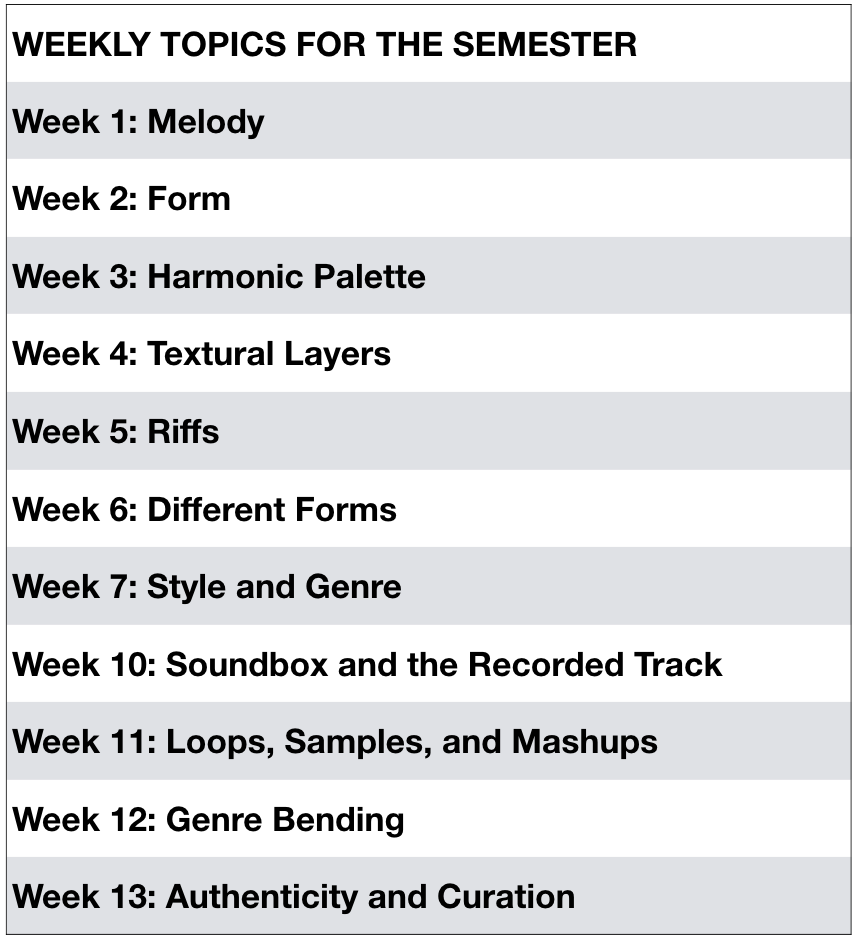 WEEKLY TOPICS FOR THE SEMESTER
Week 1: Melody
Week 2: Form
Week 3: Harmonic Palette
Week 4: Textural Layers
Week 5: Riffs
Week 6: Different Forms
Week 7: Style and Genre
Week 10: Soundbox and the Recorded Track
Week 11: Loops, Samples, and Mashups
Week 12: Genre Bending
Week 13: Authenticity and Curation